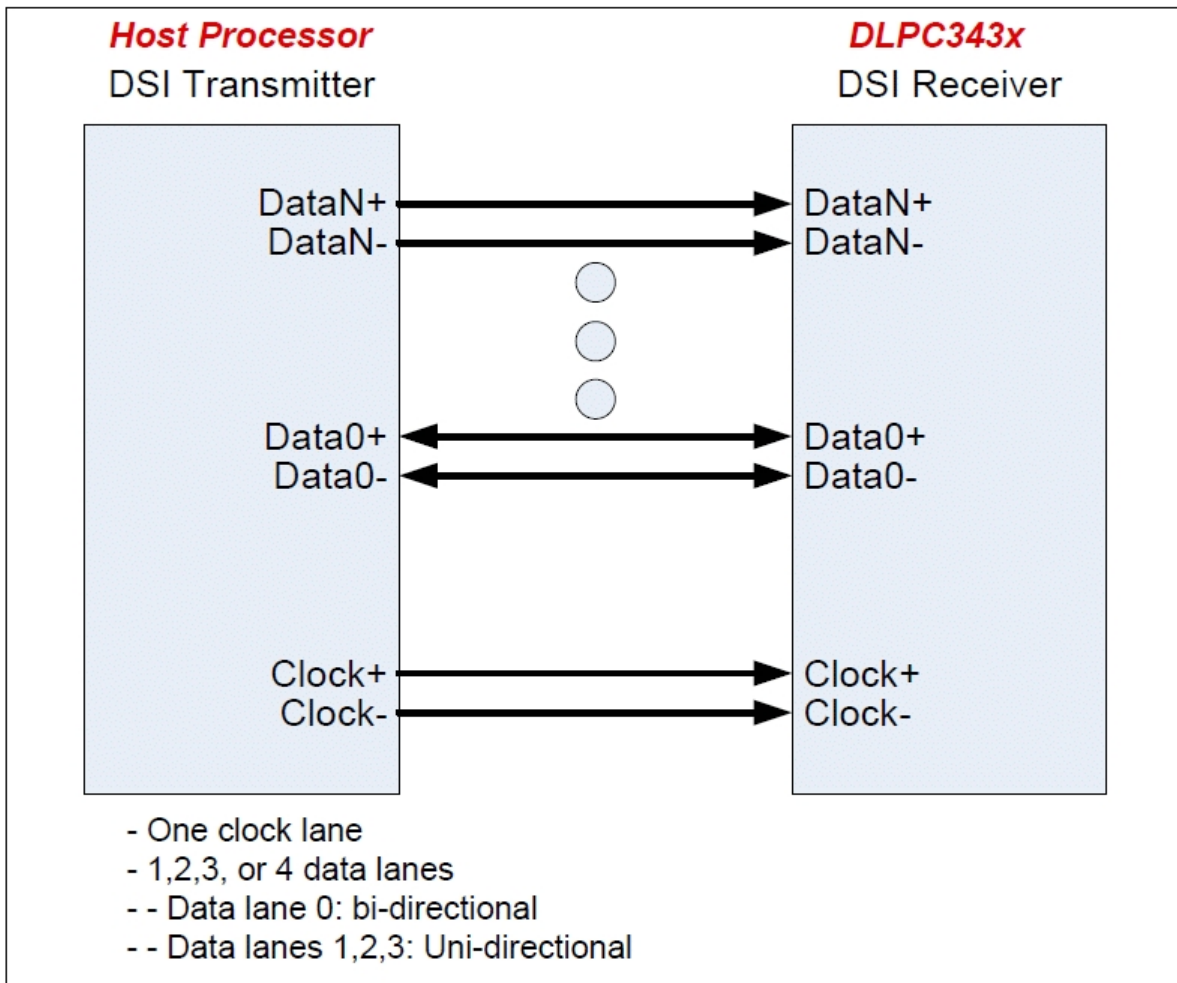 Host Processor
DSI Transmitter
DLPC343x
DSI Receiver
DataN+
DataN-
DataN+
DataN-
Data0+
Data0-
Data0+
Data0-
Clock+
Clock-
Clock+
Clock-
- One clock lane
- 1,2,3, or 4 data lanes
- - Data lane 0: bi-directional
- - Data lanes 1,2,3: Uni-directional